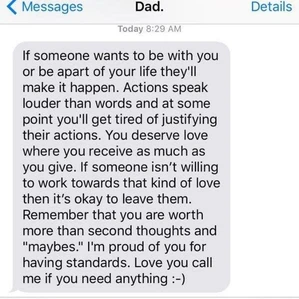 Messages Dad. Details
Today 8:29 AM
If someone wants to be with you
or be apart of your life they'll
make it happen. Actions speak
louder than words and at some
point you'll get tired of justifying
their actions. You deserve love
where you receive as much as
you give. If someone isn't willing
to work towards that kind of love
then it's okay to leave them.
Remember that you are worth
more than second thoughts and
"maybes." I'm proud of you for
having standards. Love you call
me if you need anything :-)